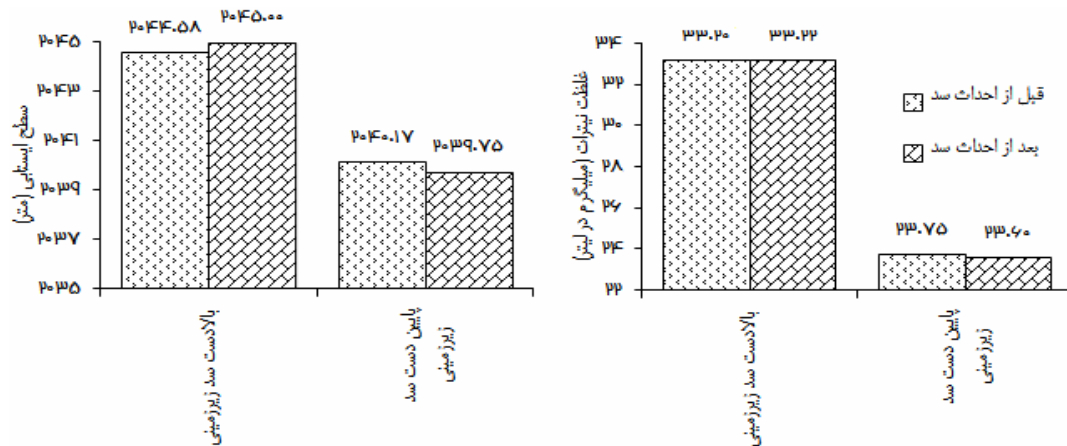 ۲۰۴۴.۵۸
۲۰۴۵.۰۰
۲۰۴۵
۲۰۴۳
۲۰۴۱
۲۰۳۹
۲۰۳۷
۲۰۳۵
سطح ایستابی (متر)
۲۰۴۰.۱۷
۲۰۳۹.۷۵
بالادست سد زیرزمینی
پایین دست سد
زیرزمینی
۳۴
۳۲
۳۰
۲۸
۲۶
۲۴
۲۲
غلظت نیترات (میلیگرم در لیتر)
۳۳.۲۰
۳۳.۲۲
۲۳.۷۵
۲۳.۶۰
بالادست سد زیرزمینی
پایین دست سد
زیرزمینی
قبل از احداث سد
بعد از احداث سد